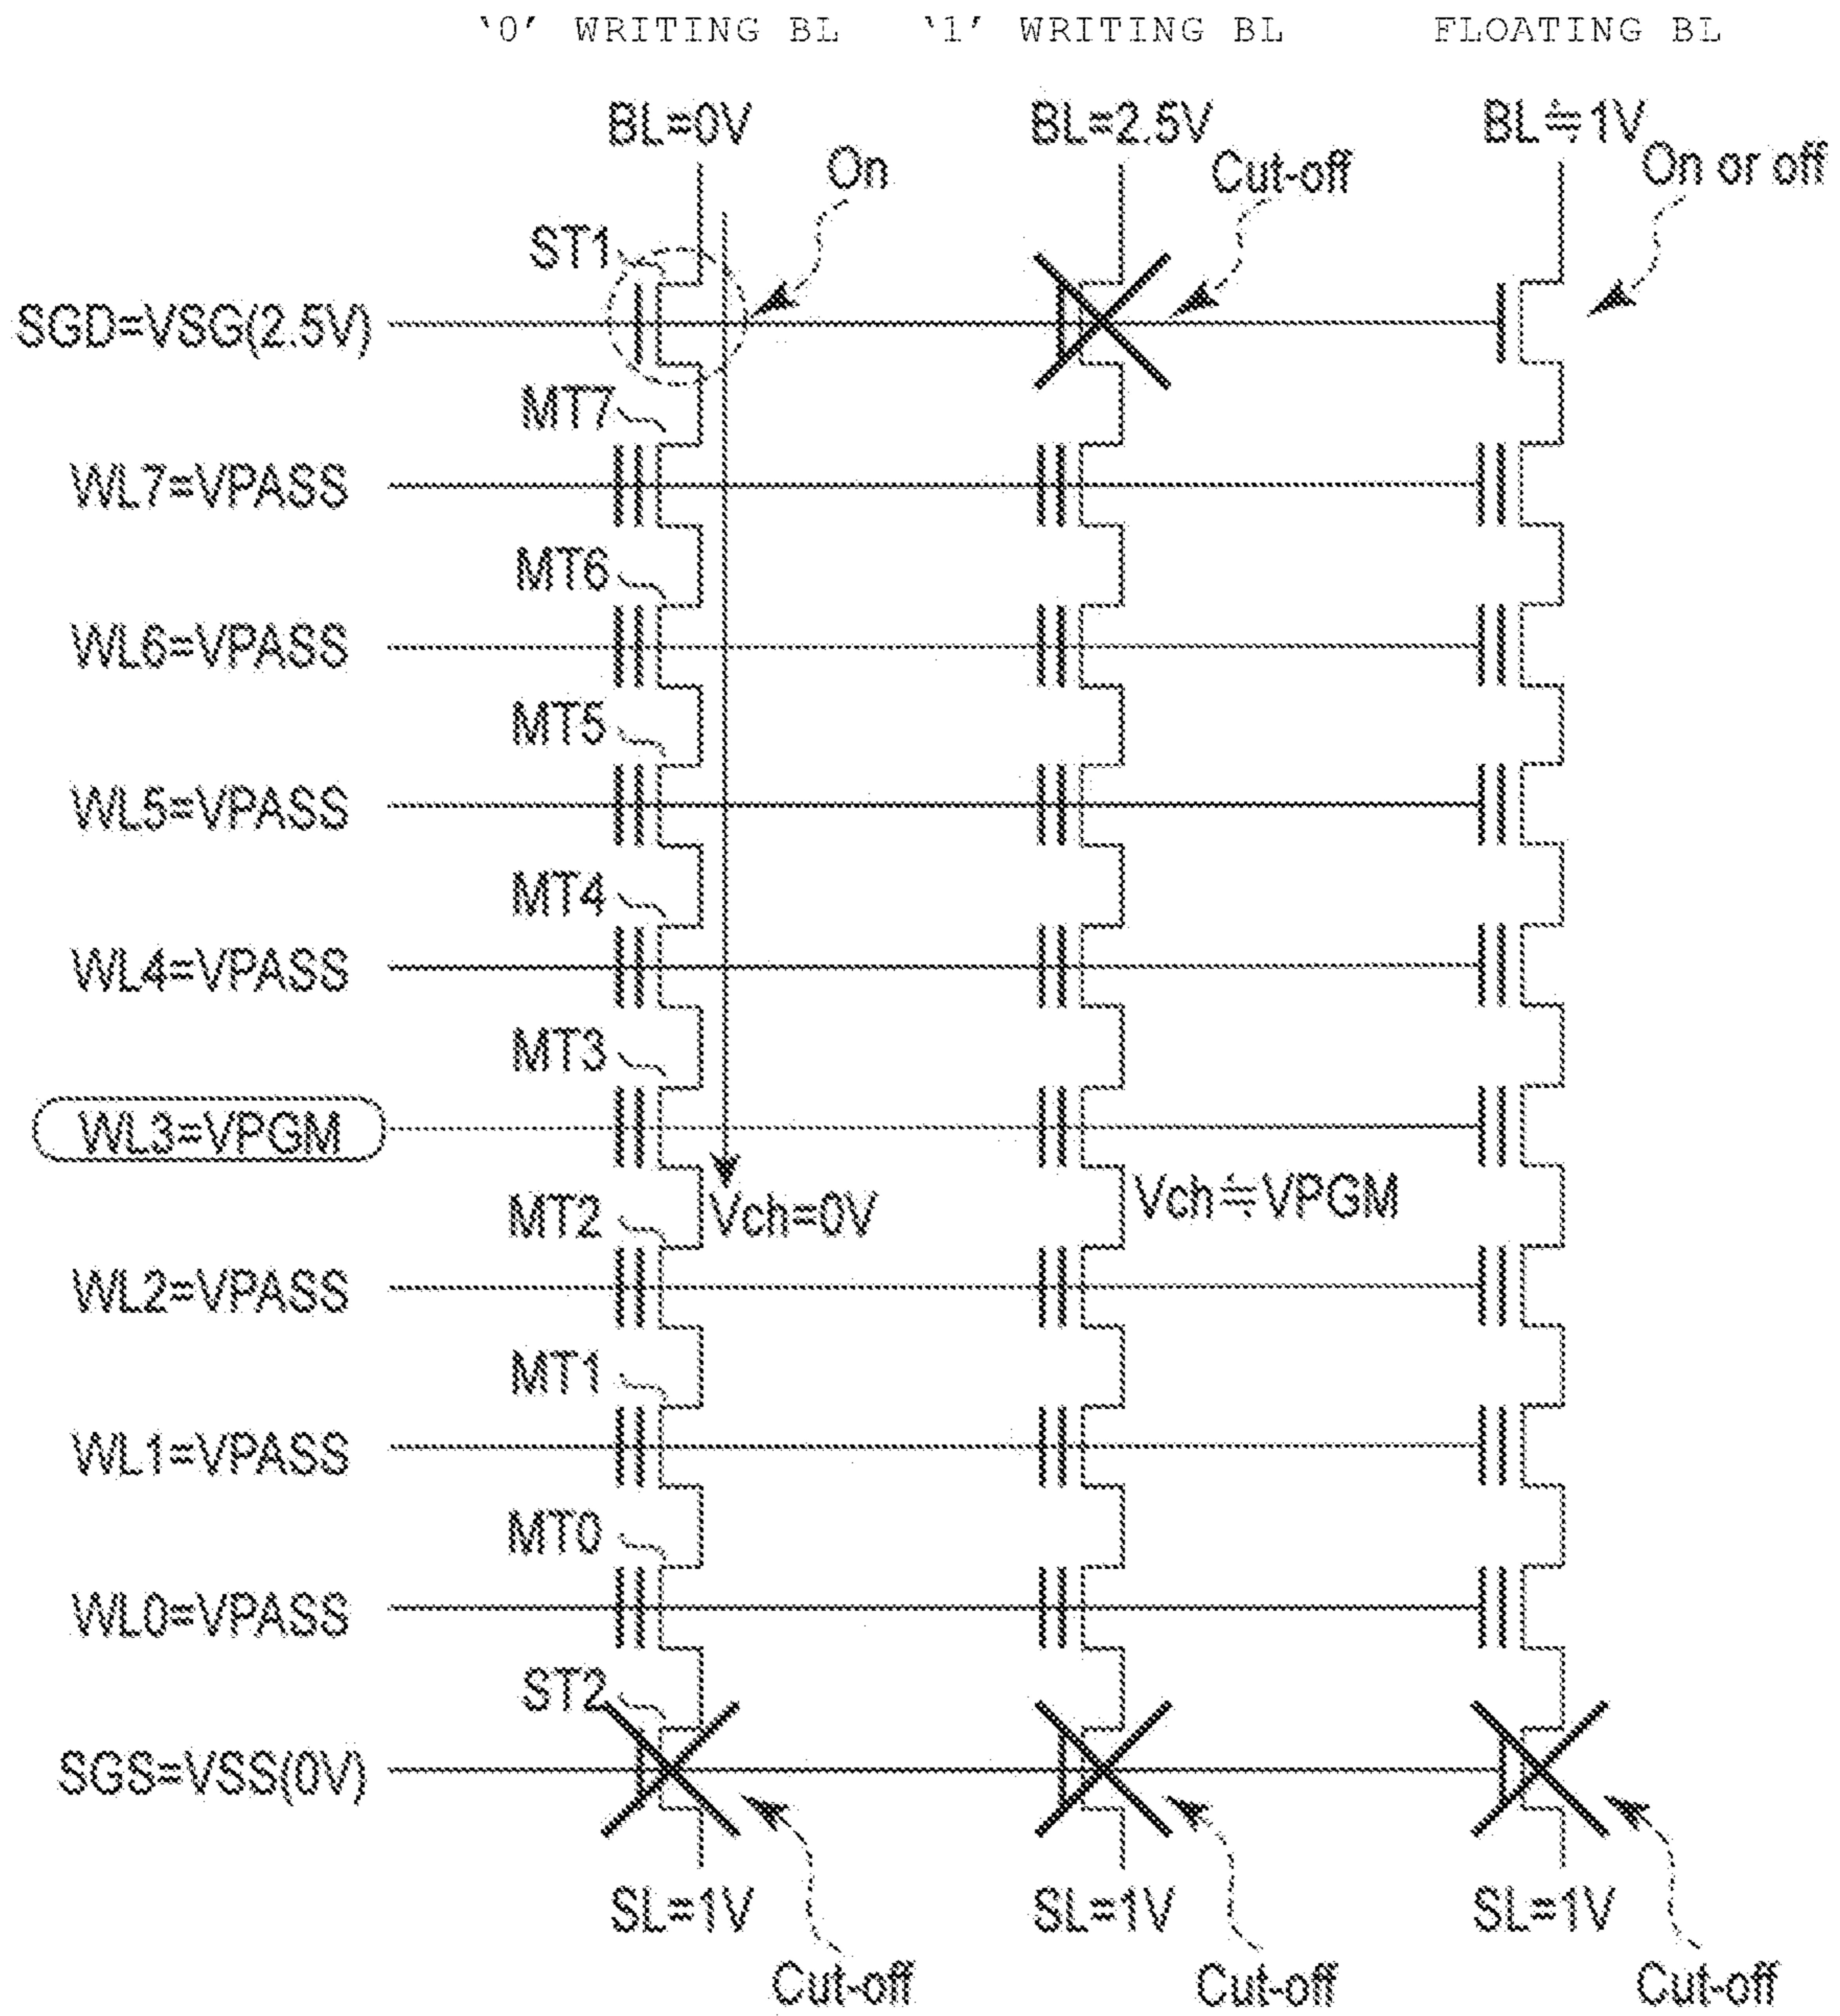 ‘0’ WRITING BL ‘1’ WRITING BL FLOATING BL
BL=0V BL=2.5V BL≒1V
On Cut-off On or off
ST1
SGD=VSG(2.5V)
MT7
WL7=VPASS
MT6
WL6=VPASS
MT5
WL5=VPASS
MT4
WL4=VPASS
MT3
WL3=VPGM
MT2 Vch=0V Vch≒VPGM
WL2=VPASS
MT1
WL1=VPASS
MT0
WL0=VPASS
ST2
SGS=VSS(0V)
SL=1V SL=1V SL=1V
Cut-off Cut-off Cut-off